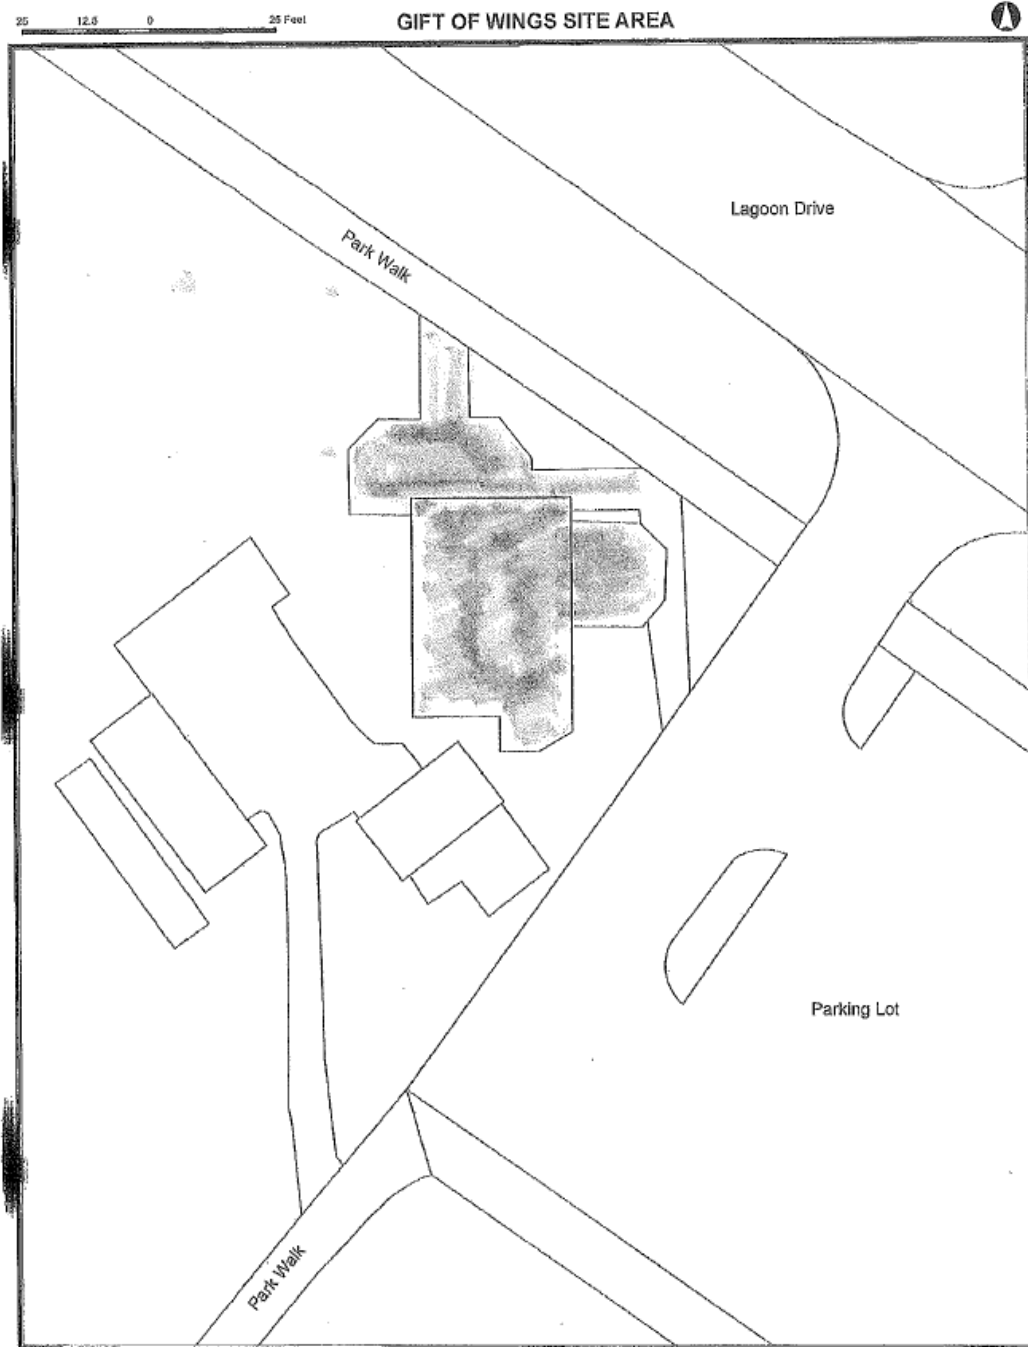 25 12.5 0 25 Feet
GIFT OF WINGS SITE AREA
Lagoon Drive
Park Walk
Parking Lot
Park Walk